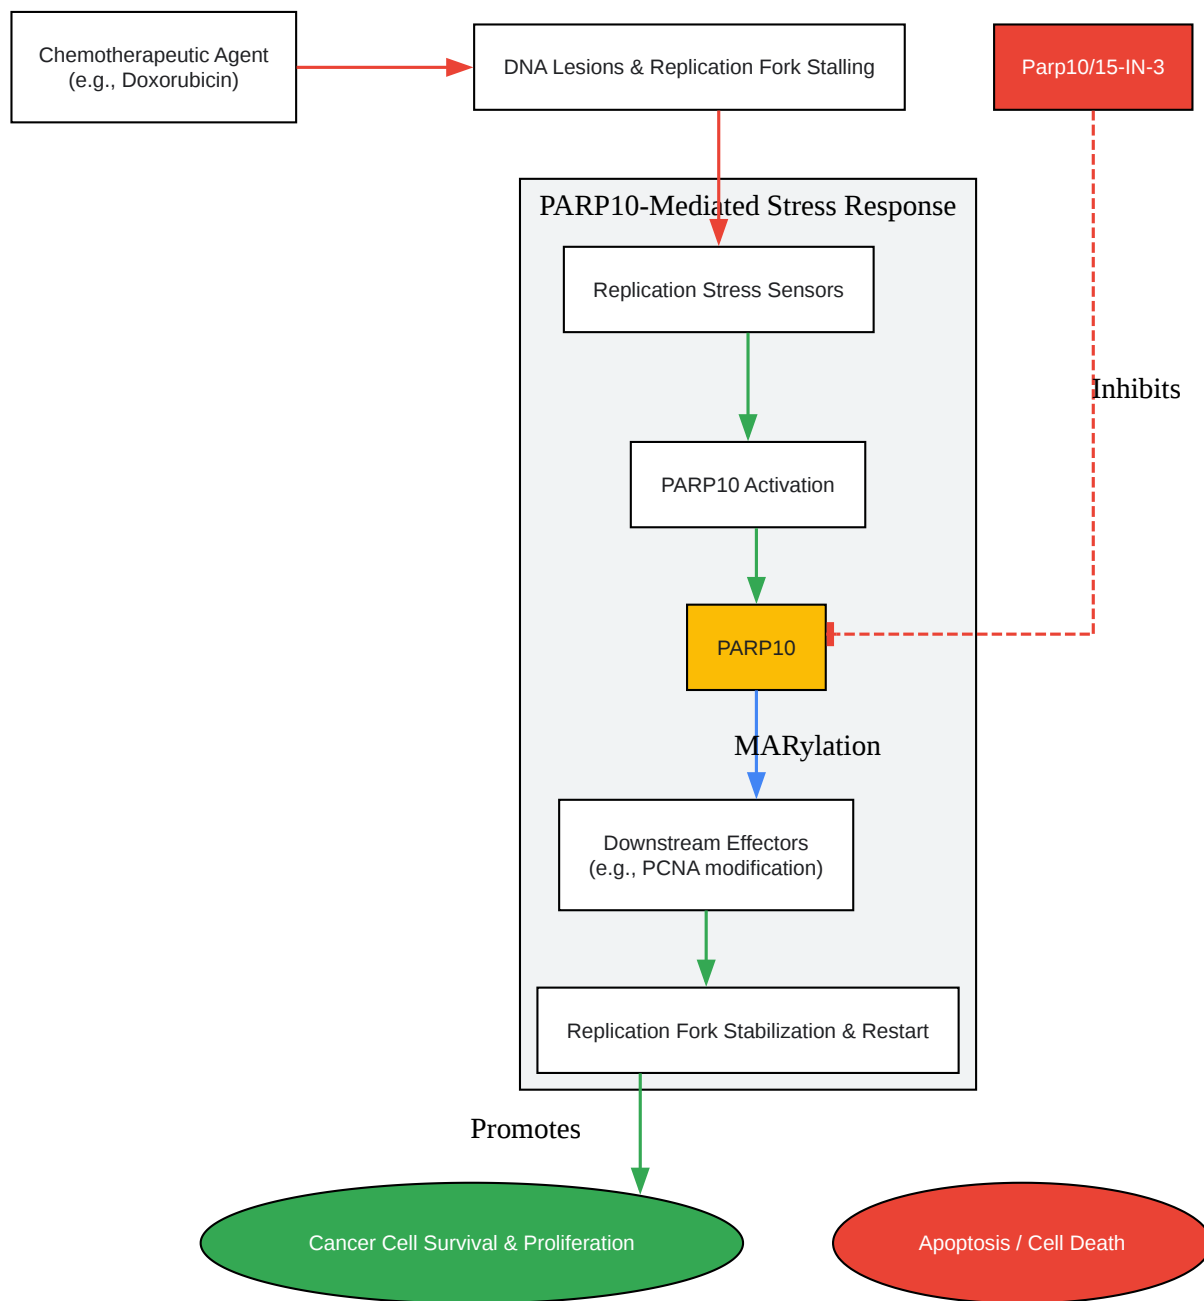 Chemotherapeutic Agent
(e.g., Doxorubicin)
DNA Lesions & Replication Fork Stalling
Parp10/15-IN-3
PARP10-Mediated Stress Response
Replication Stress Sensors
Inhibits
PARP10 Activation
PARP10
MARylation
Downstream Effectors
(e.g., PCNA modification)
Replication Fork Stabilization & Restart
Promotes
Cancer Cell Survival & Proliferation
Apoptosis / Cell Death